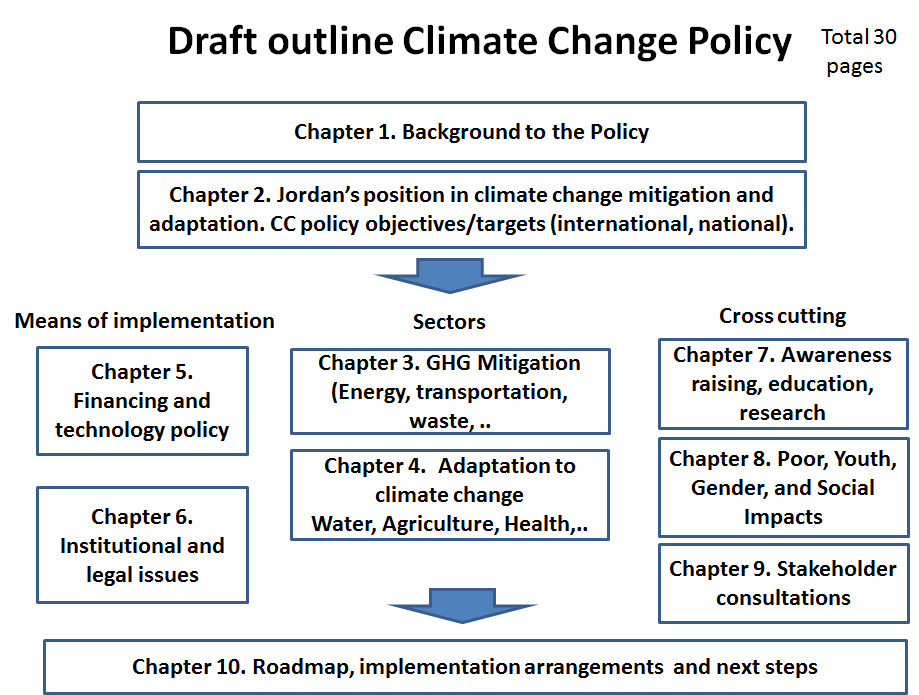 Draft outline Climate Change Policy
Total 30
pages
Chapter 1. Background to the Policy
Chapter 2. Jordan's position in climate change mitigation and
adaptation. CC policy objectives/targets (international, national).
Means of implementation
Chapter 5.
Financing and
technology policy
Chapter 6.
Institutional and
legal issues
Sectors
Chapter 3. GHG Mitigation
(Energy, transportation,
waste, ..
Chapter 4. Adaptation to
climate change
Water, Agriculture, Health,..
Cross cutting
Chapter 7. Awareness
raising, education,
research
Chapter 8. Poor, Youth,
Gender, and Social
Impacts
Chapter 9. Stakeholder
consultations
Chapter 10. Roadmap, implementation arrangements and next steps